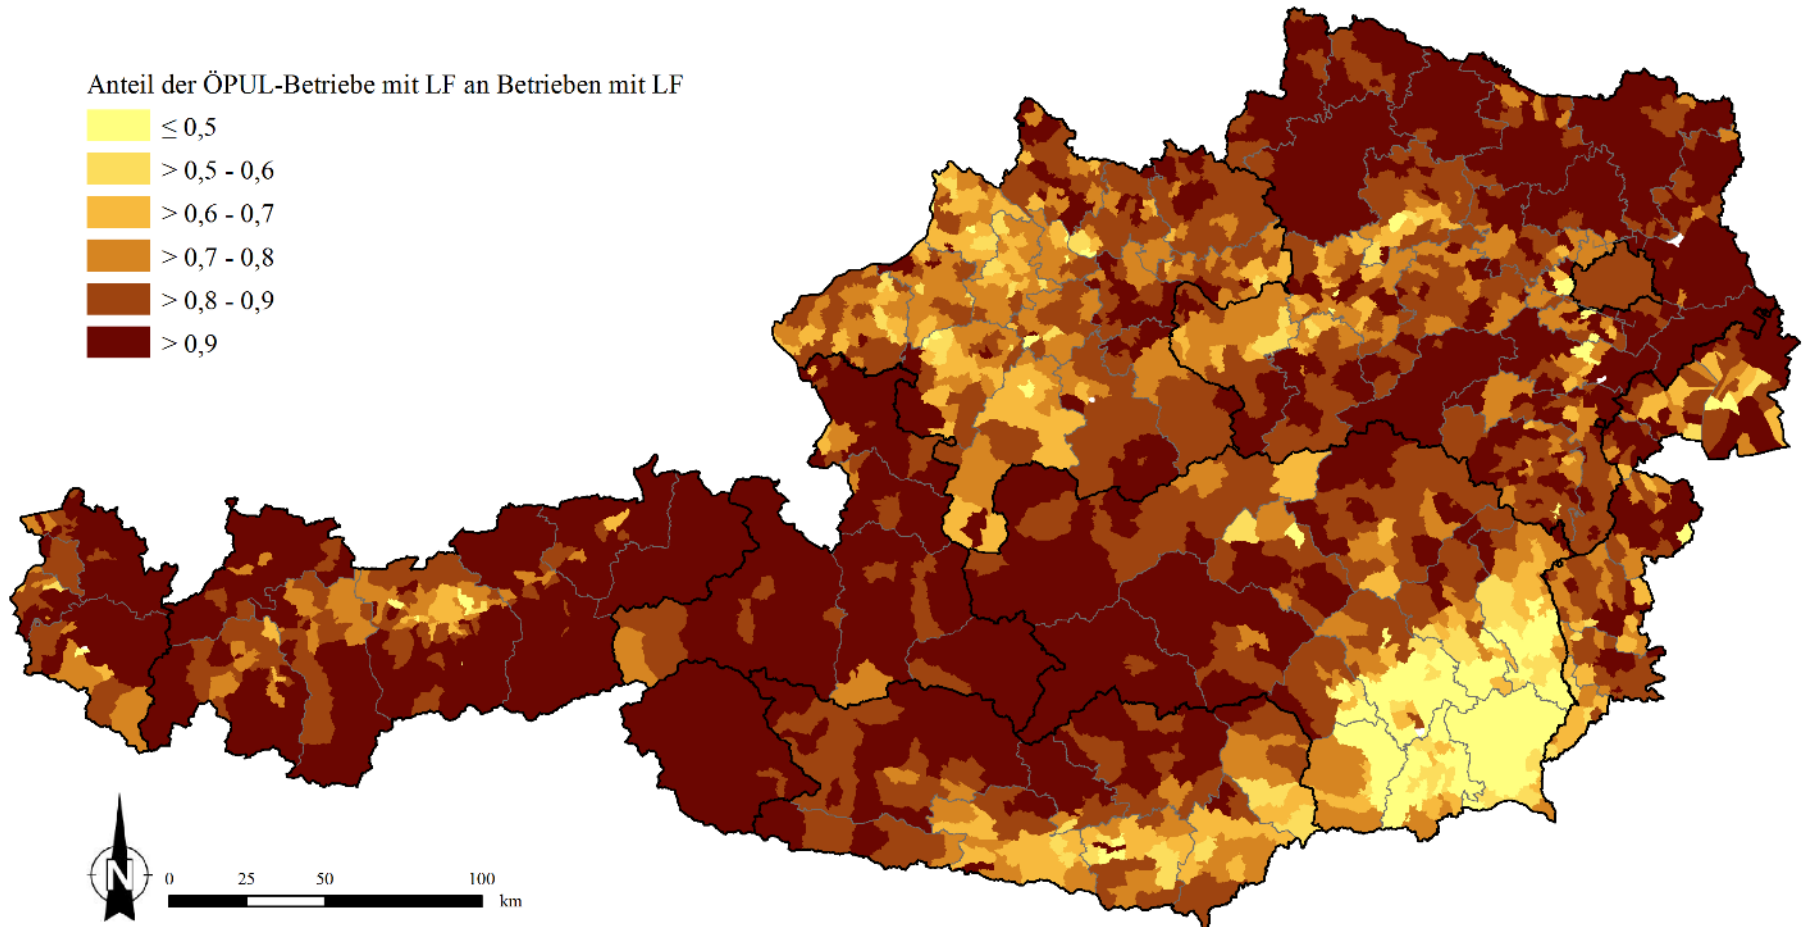 Anteil der ÖPUL-Betriebe mit LF an Betrieben mit LF
≤ 0,5
> 0,5 - 0,6
> 0,6 - 0,7
> 0,7 - 0,8
> 0,8 - 0,9
> 0,9
N
0 25 50 100
km